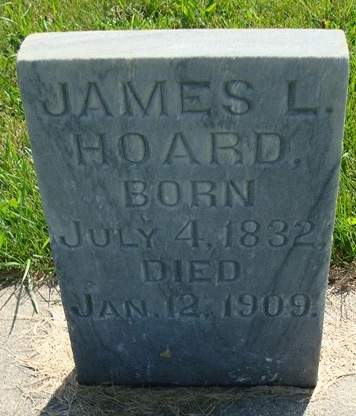 JAMES L.
HOARD.
BORN
JULY 4, 1832.
DIED
JAN. 12, 1909.